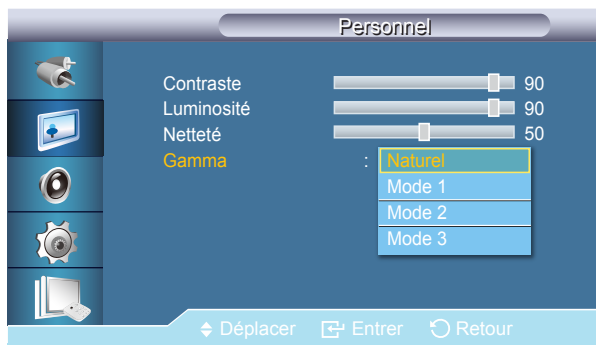 Personnel
Contraste 90
Luminosité 90
Netteté 50
Gamma : Naturel
Mode 1
Mode 2
Mode 3
Déplacer Entrer Retour